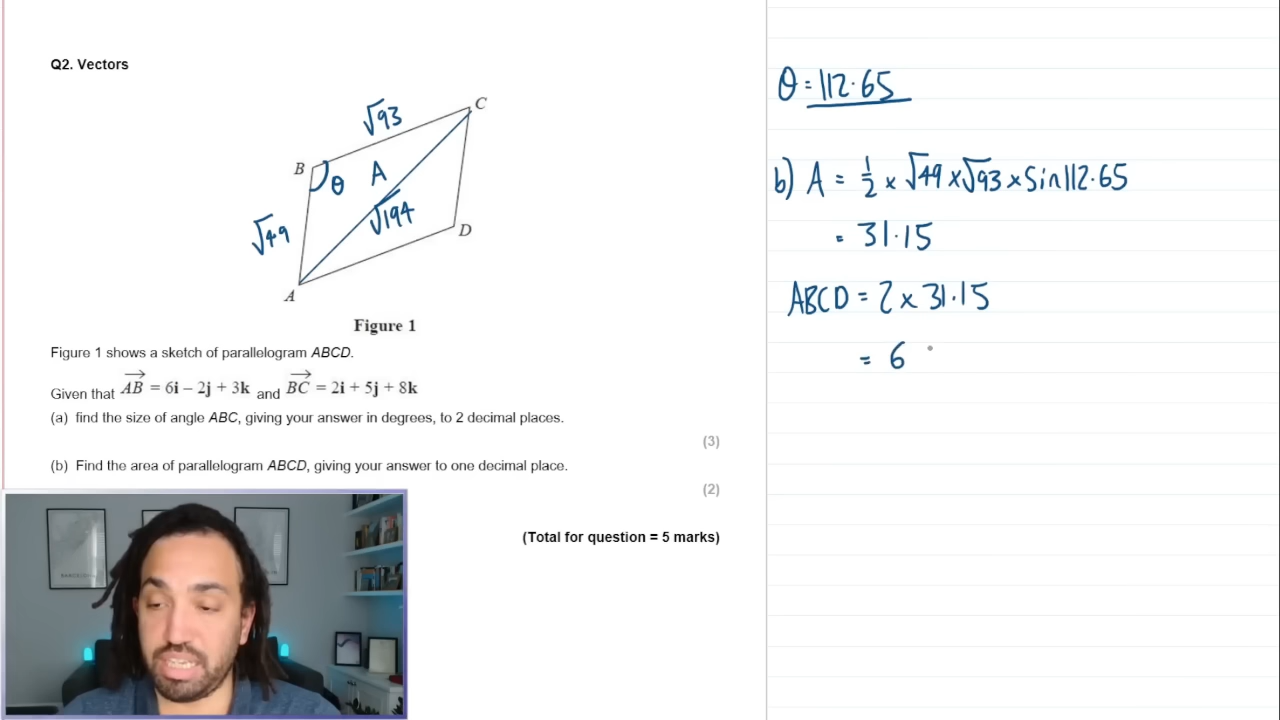 Q2. Vectors
√93
C
B
θ
A
√49
√194
D
A
Figure 1
Figure 1 shows a sketch of parallelogram ABCD.
Given that AB = 6i − 2j + 3k and BC = 2i + 5j + 8k
(a) find the size of angle ABC, giving your answer in degrees, to 2 decimal places.
(3)
(b) Find the area of parallelogram ABCD, giving your answer to one decimal place.
(2)
(Total for question = 5 marks)
θ = 112.65
b) A = 1/2 × √49 × √93 × Sin112.65
= 31.15
ABCD = 2 × 31.15
= 6